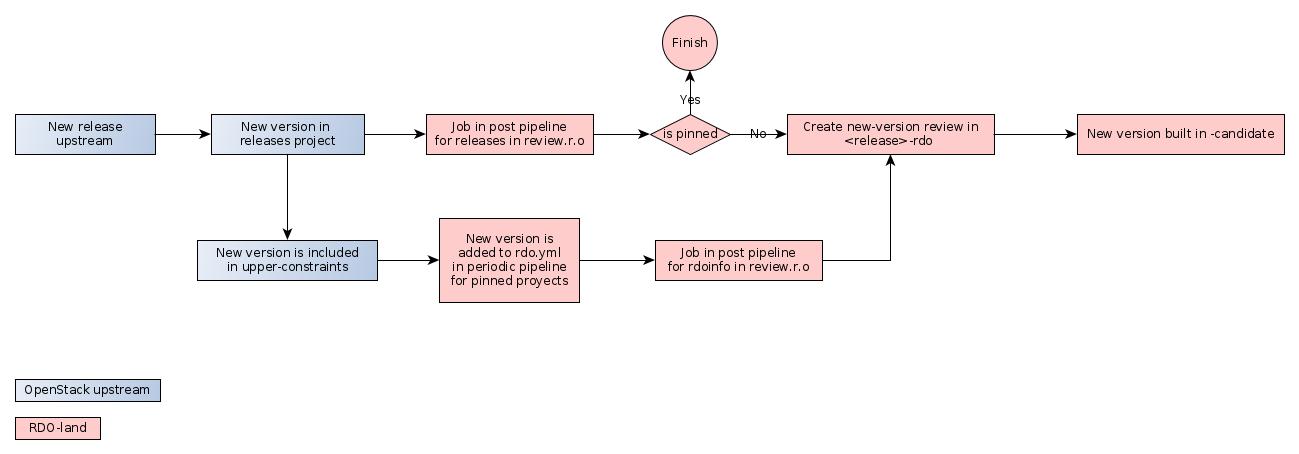 Finish
Yes
New release
upstream
New version in
releases project
Job in post pipeline
for releases in review.r.o
is pinned
No
Create new-version review in
<release>-rdo
New version built in -candidate
New version is included
in upper-constraints
New version is
added to rdo.yml
in periodic pipeline
for pinned proyects
Job in post pipeline
for rdoinfo in review.r.o
OpenStack upstream
RDO-land